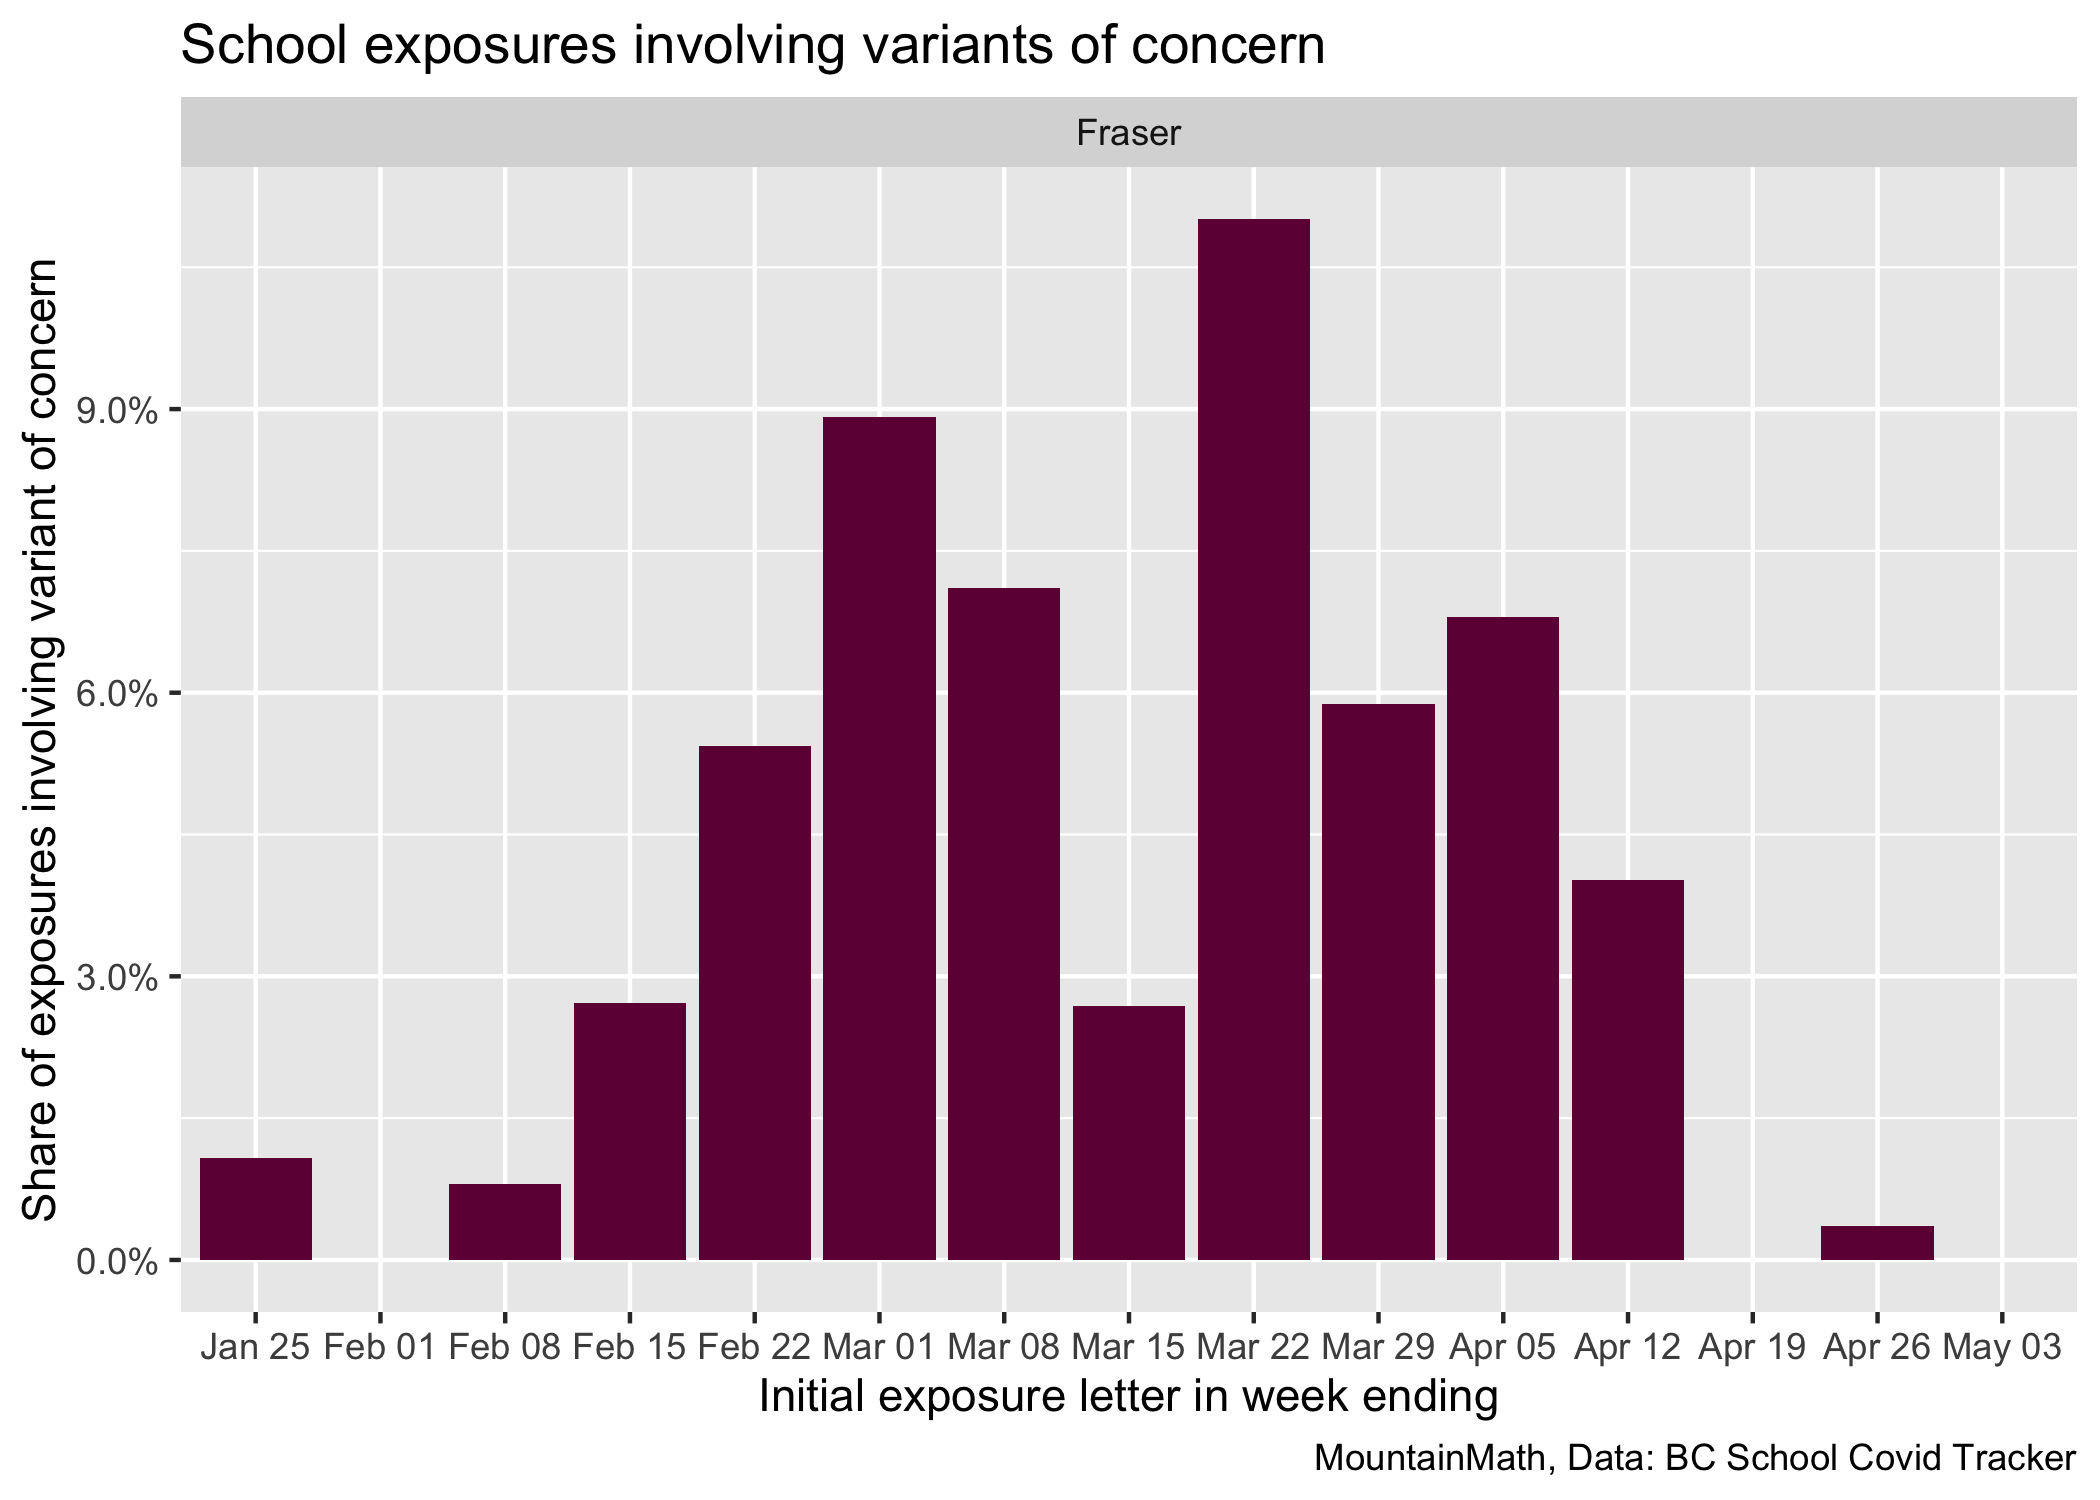 School exposures involving variants of concern
Fraser
Share of exposures involving variant of concern
9.0%
6.0%
3.0%
0.0%
Jan 25 Feb 01 Feb 08 Feb 15 Feb 22 Mar 01 Mar 08 Mar 15 Mar 22 Mar 29 Apr 05 Apr 12 Apr 19 Apr 26 May 03
Initial exposure letter in week ending
MountainMath, Data: BC School Covid Tracker